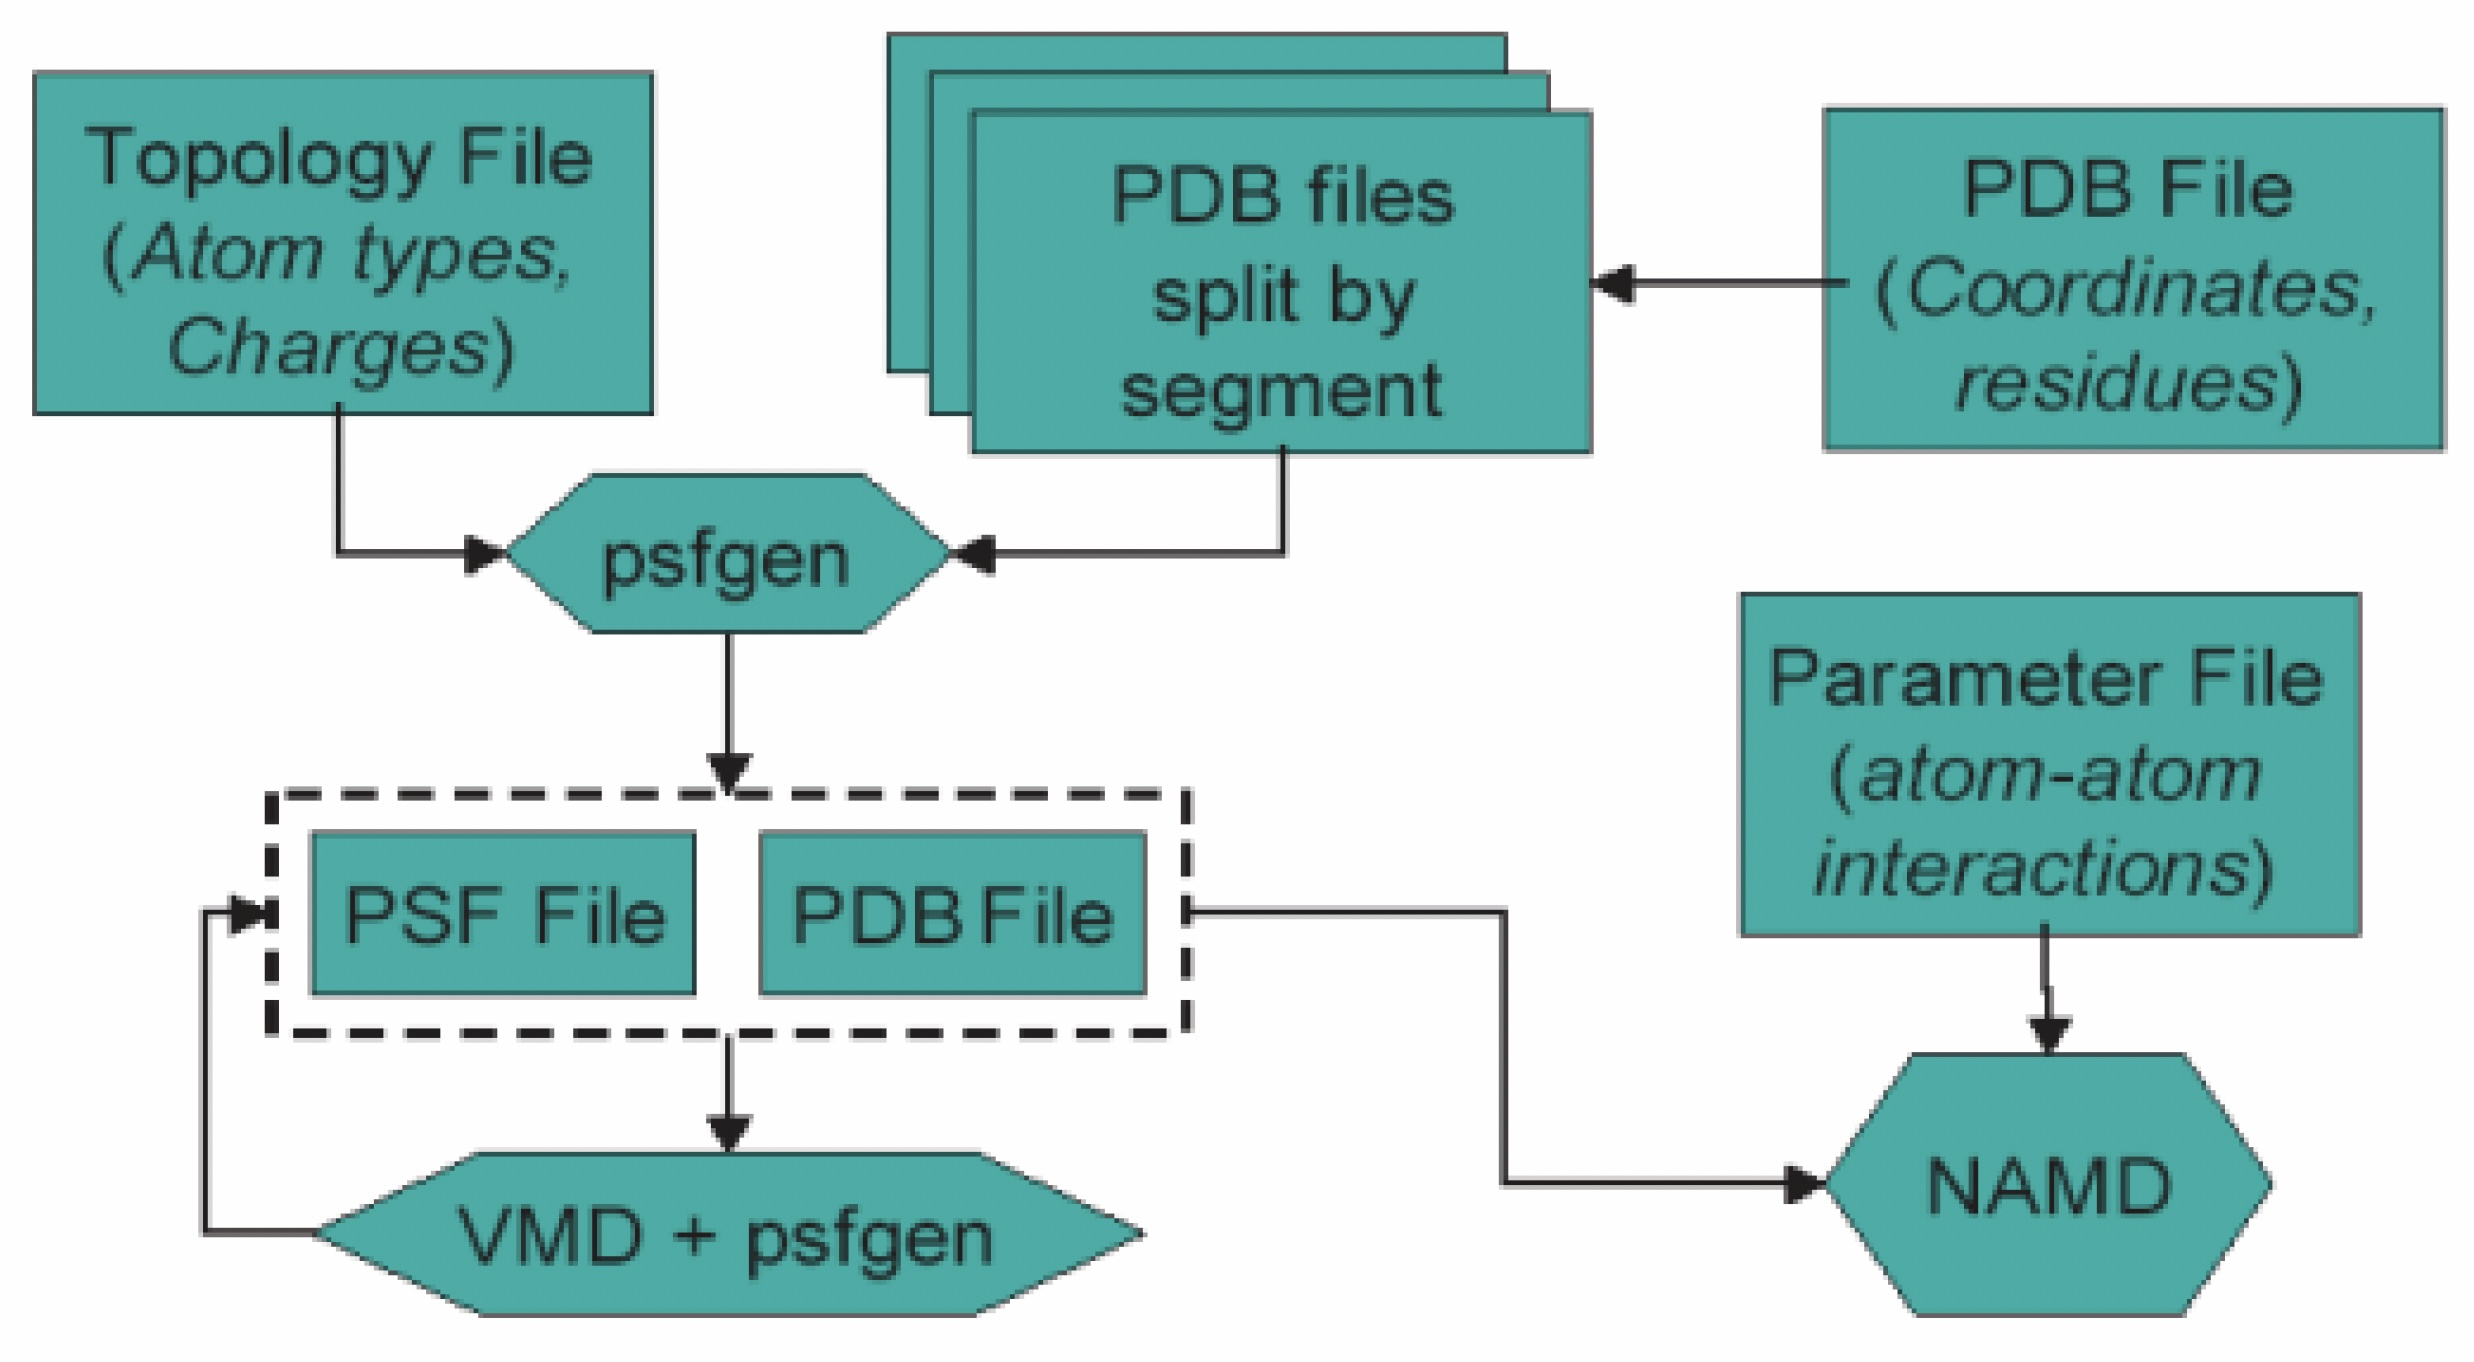 Topology File
(Atom types,
Charges)
PDB files
split by
segment
PDB File
(Coordinates,
residues)
psfgen
Parameter File
(atom-atom
interactions)
PSF File
PDB File
VMD + psfgen
NAMD